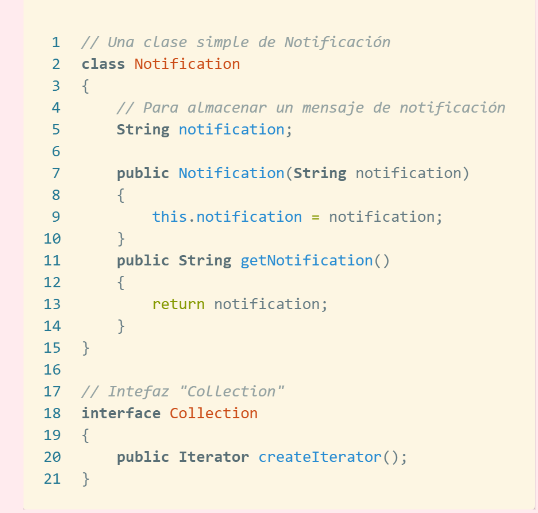 1 // Una clase simple de Notificación
2 class Notification
3 {
4 // Para almacenar un mensaje de notificación
5 String notification;
6
7 public Notification(String notification)
8 {
9 this.notification = notification;
10 }
11 public String getNotification()
12 {
13 return notification;
14 }
15 }
16
17 // Intefaz "Collection"
18 interface Collection
19 {
20 public Iterator createIterator();
21 }